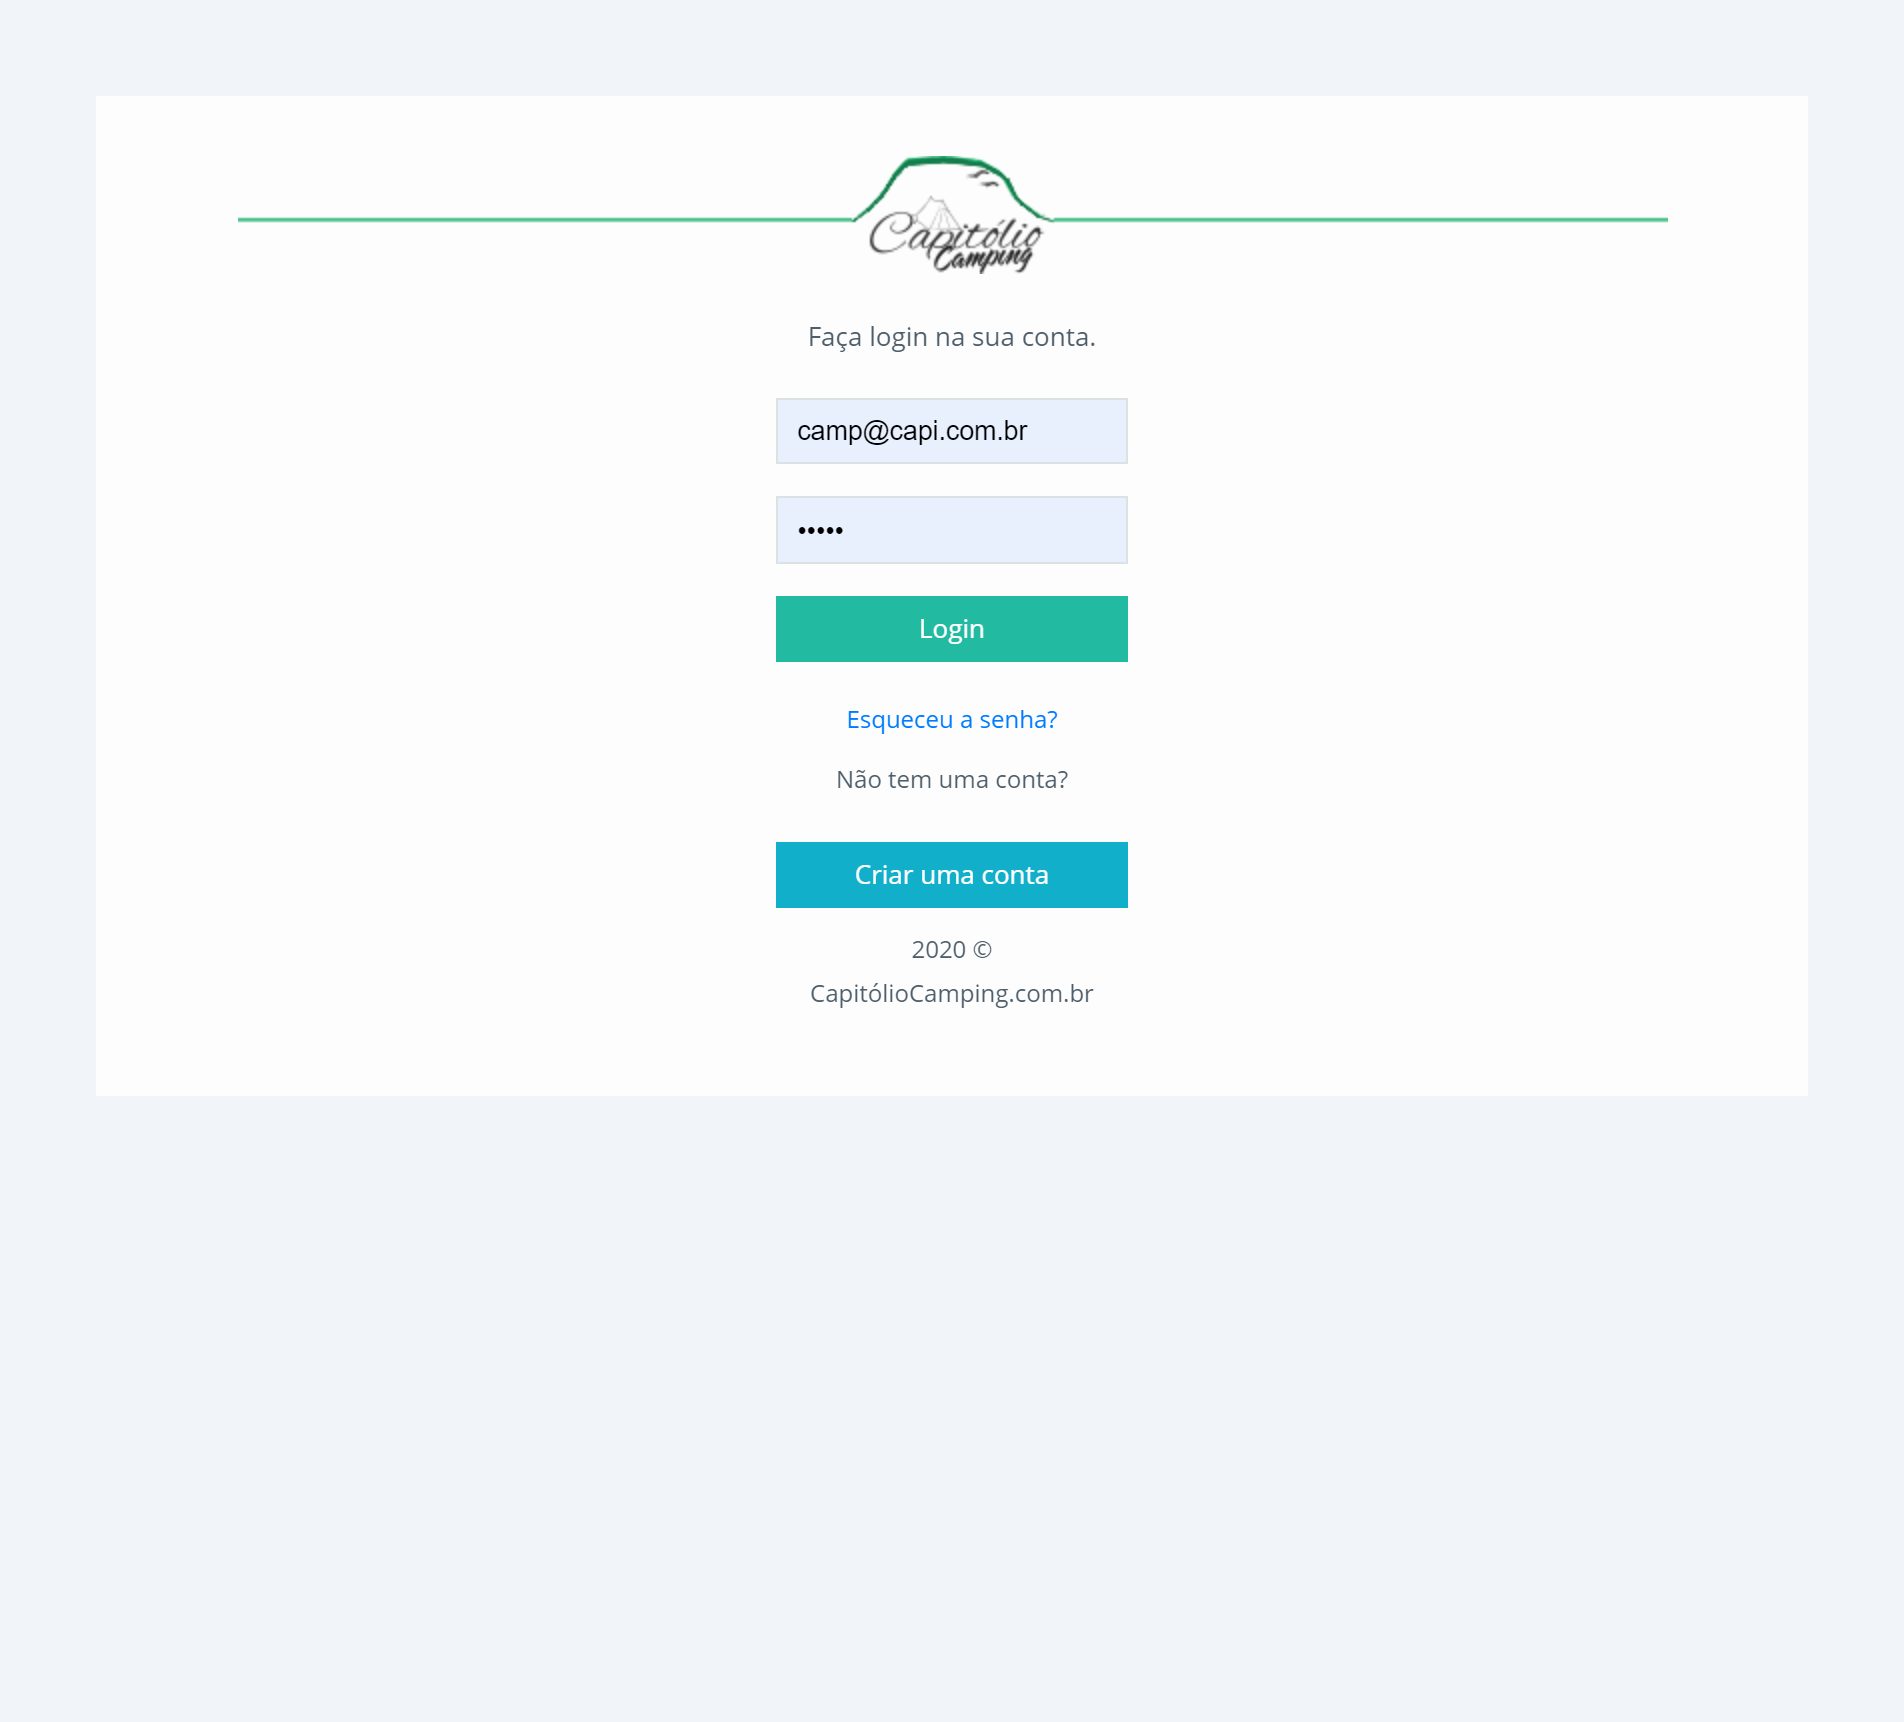 Capitólio
Camping
Faça login na sua conta.
camp@capi.com.br
•••••
Login
Esqueceu a senha?
Não tem uma conta?
Criar uma conta
2020 ©
CapitólioCamping.com.br